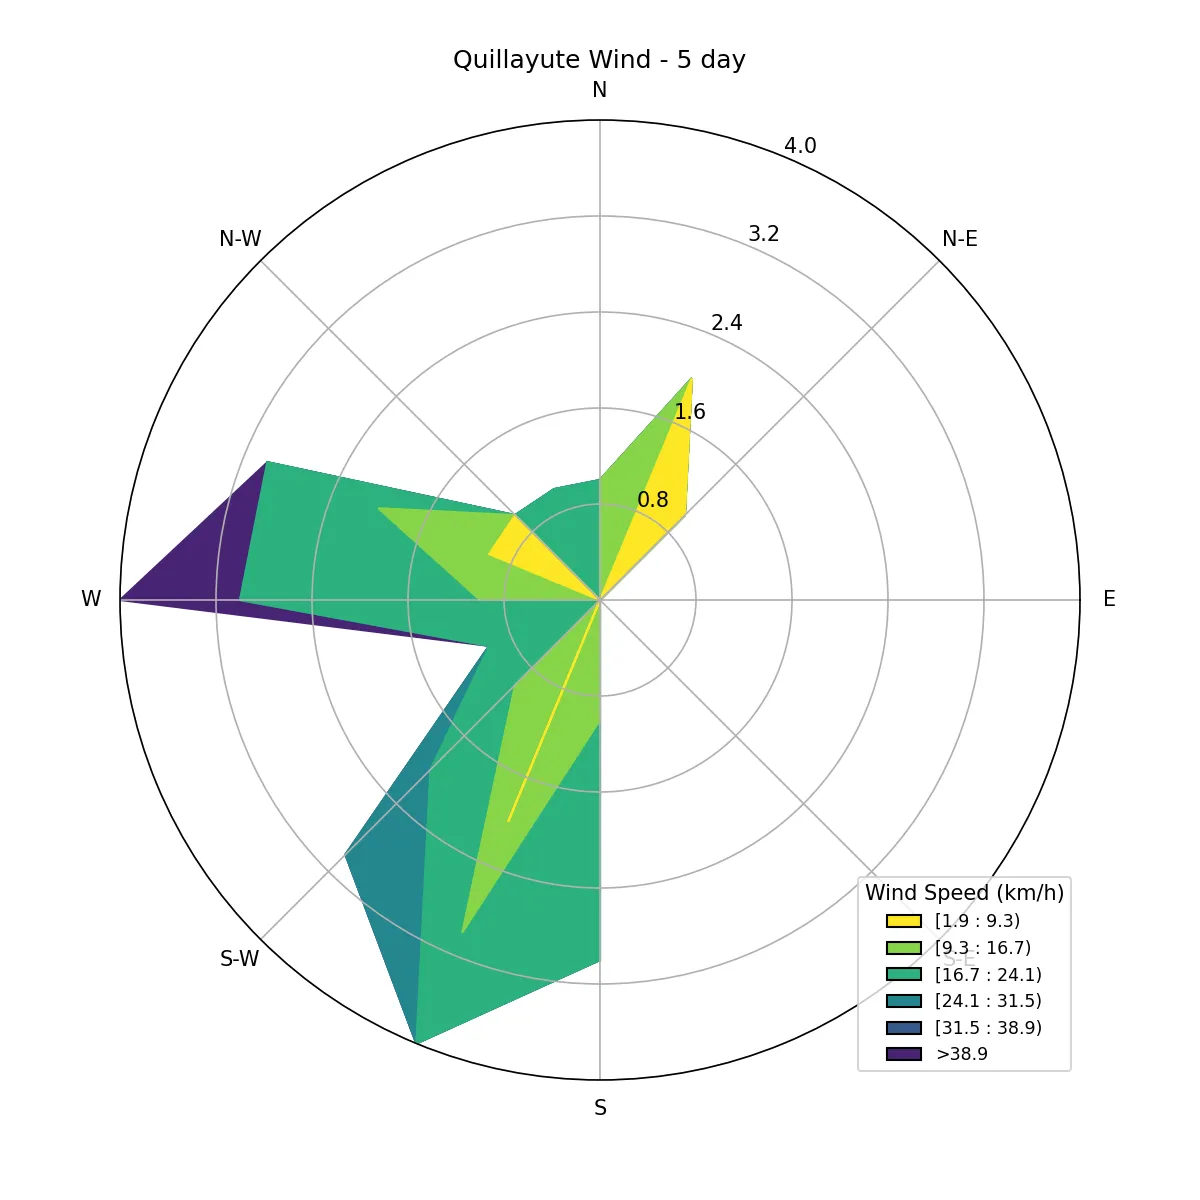 Quillayute Wind - 5 day
N
4.0
N-W
3.2
N-E
2.4
1.6
0.8
W
E
S-W
S-E
S
Wind Speed (km/h)
[1.9 : 9.3)
[9.3 : 16.7)
[16.7 : 24.1)
[24.1 : 31.5)
[31.5 : 38.9)
>38.9